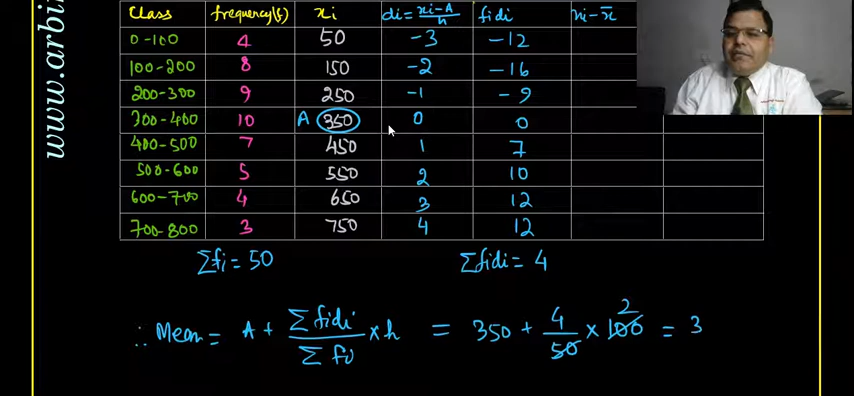 Class frequency(f) xi di = xi-A/h fidi xi - x̄
0-100 4 50 -3 -12
100-200 8 150 -2 -16
200-300 9 250 -1 -9
300-400 10 A 350 0 0
400-500 7 450 1 7
500-600 5 550 2 10
600-700 4 650 3 12
700-800 3 750 4 12
Σfi = 50 Σfidi = 4
∴ Mean = A + Σfidi/Σfi × h = 350 + 4/50 × 100 2 = 3
www.arbi